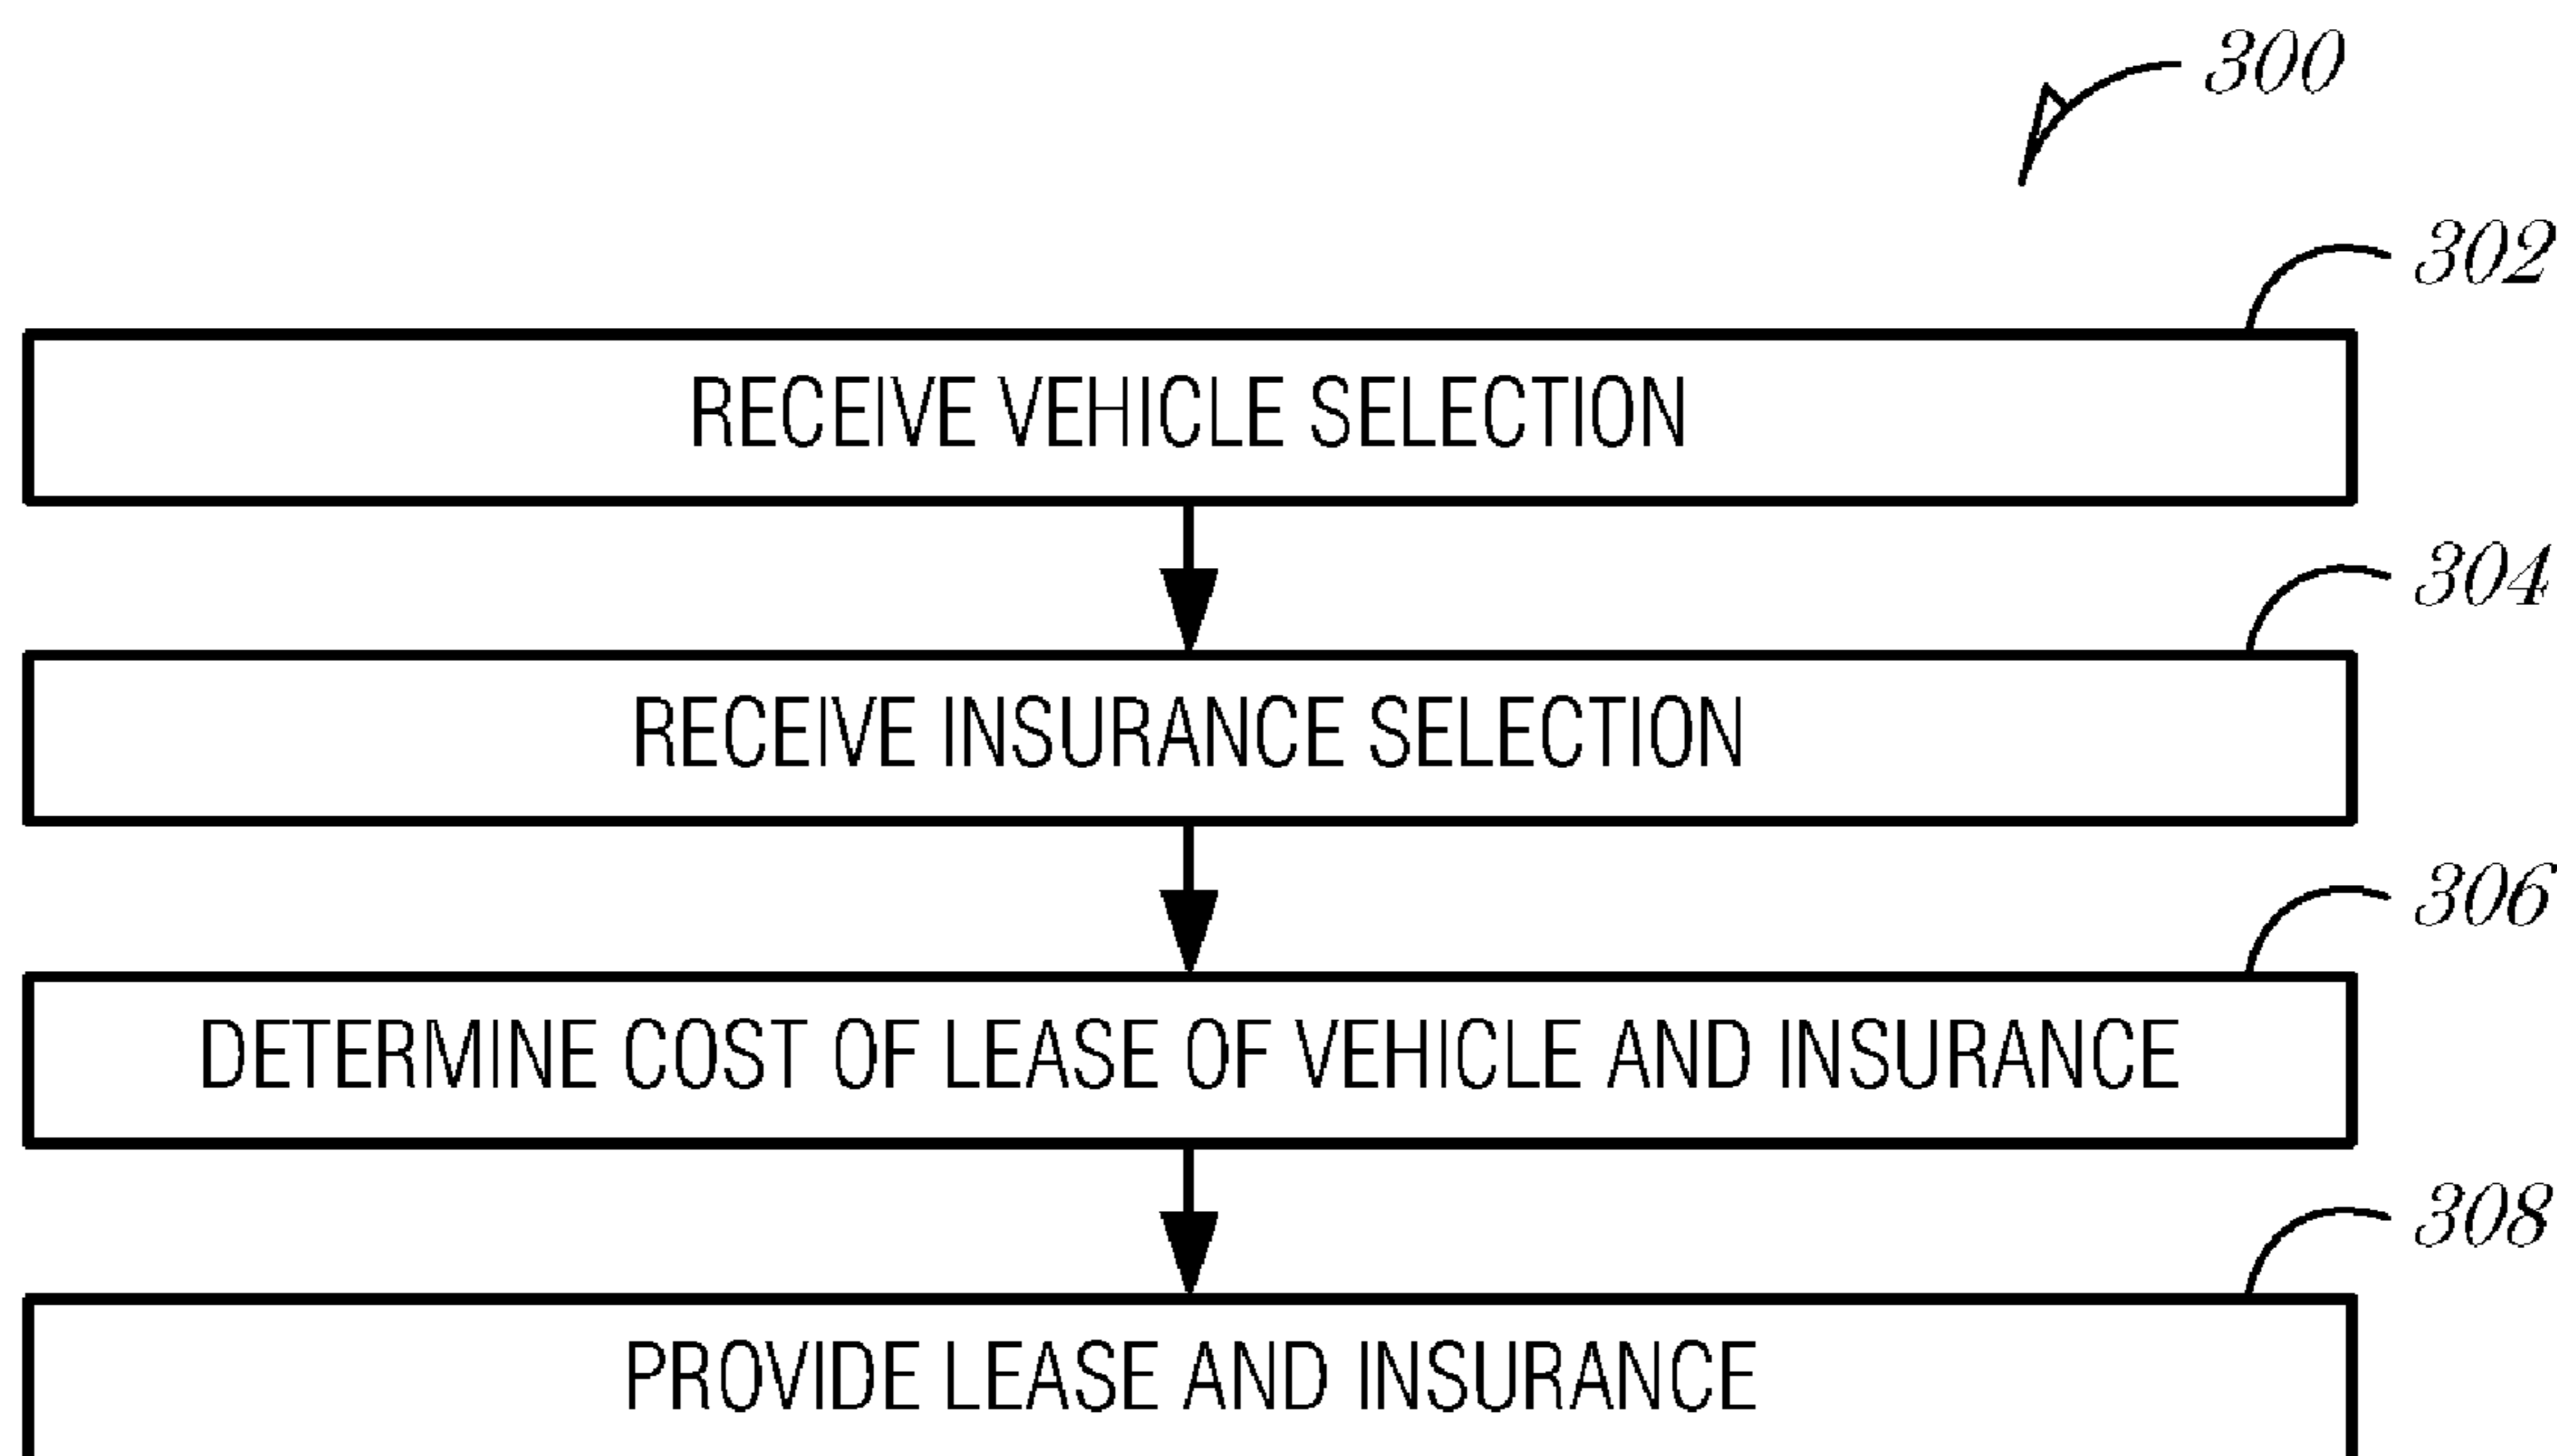 300
302
RECEIVE VEHICLE SELECTION
304
RECEIVE INSURANCE SELECTION
306
DETERMINE COST OF LEASE OF VEHICLE AND INSURANCE
308
PROVIDE LEASE AND INSURANCE